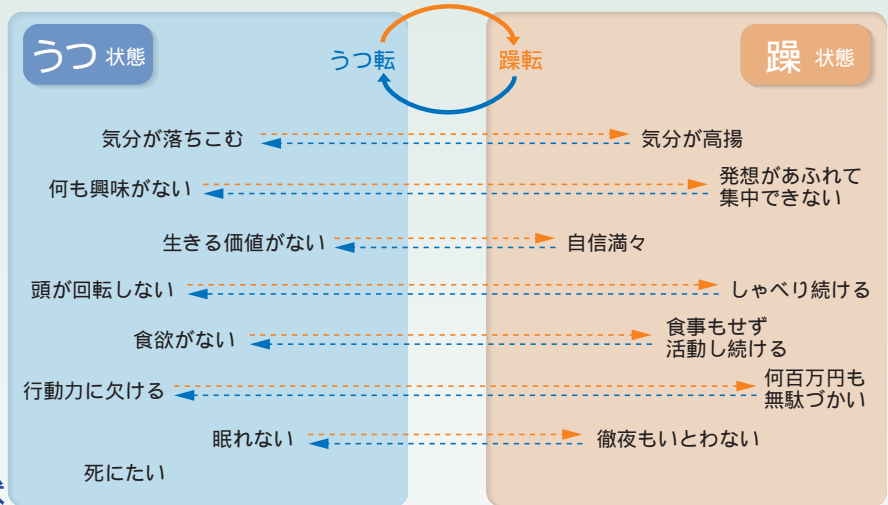 うつ 状態
うつ転
躁転
躁 状態
気分が落ちこむ
気分が高揚
何も興味がない
発想があふれて
集中できない
生きる価値がない
自信満々
頭が回転しない
しゃべり続ける
食欲がない
食事もせず
活動し続ける
行動力に欠ける
何百万円も
無駄づかい
眠れない
徹夜もいとわない
死にたい